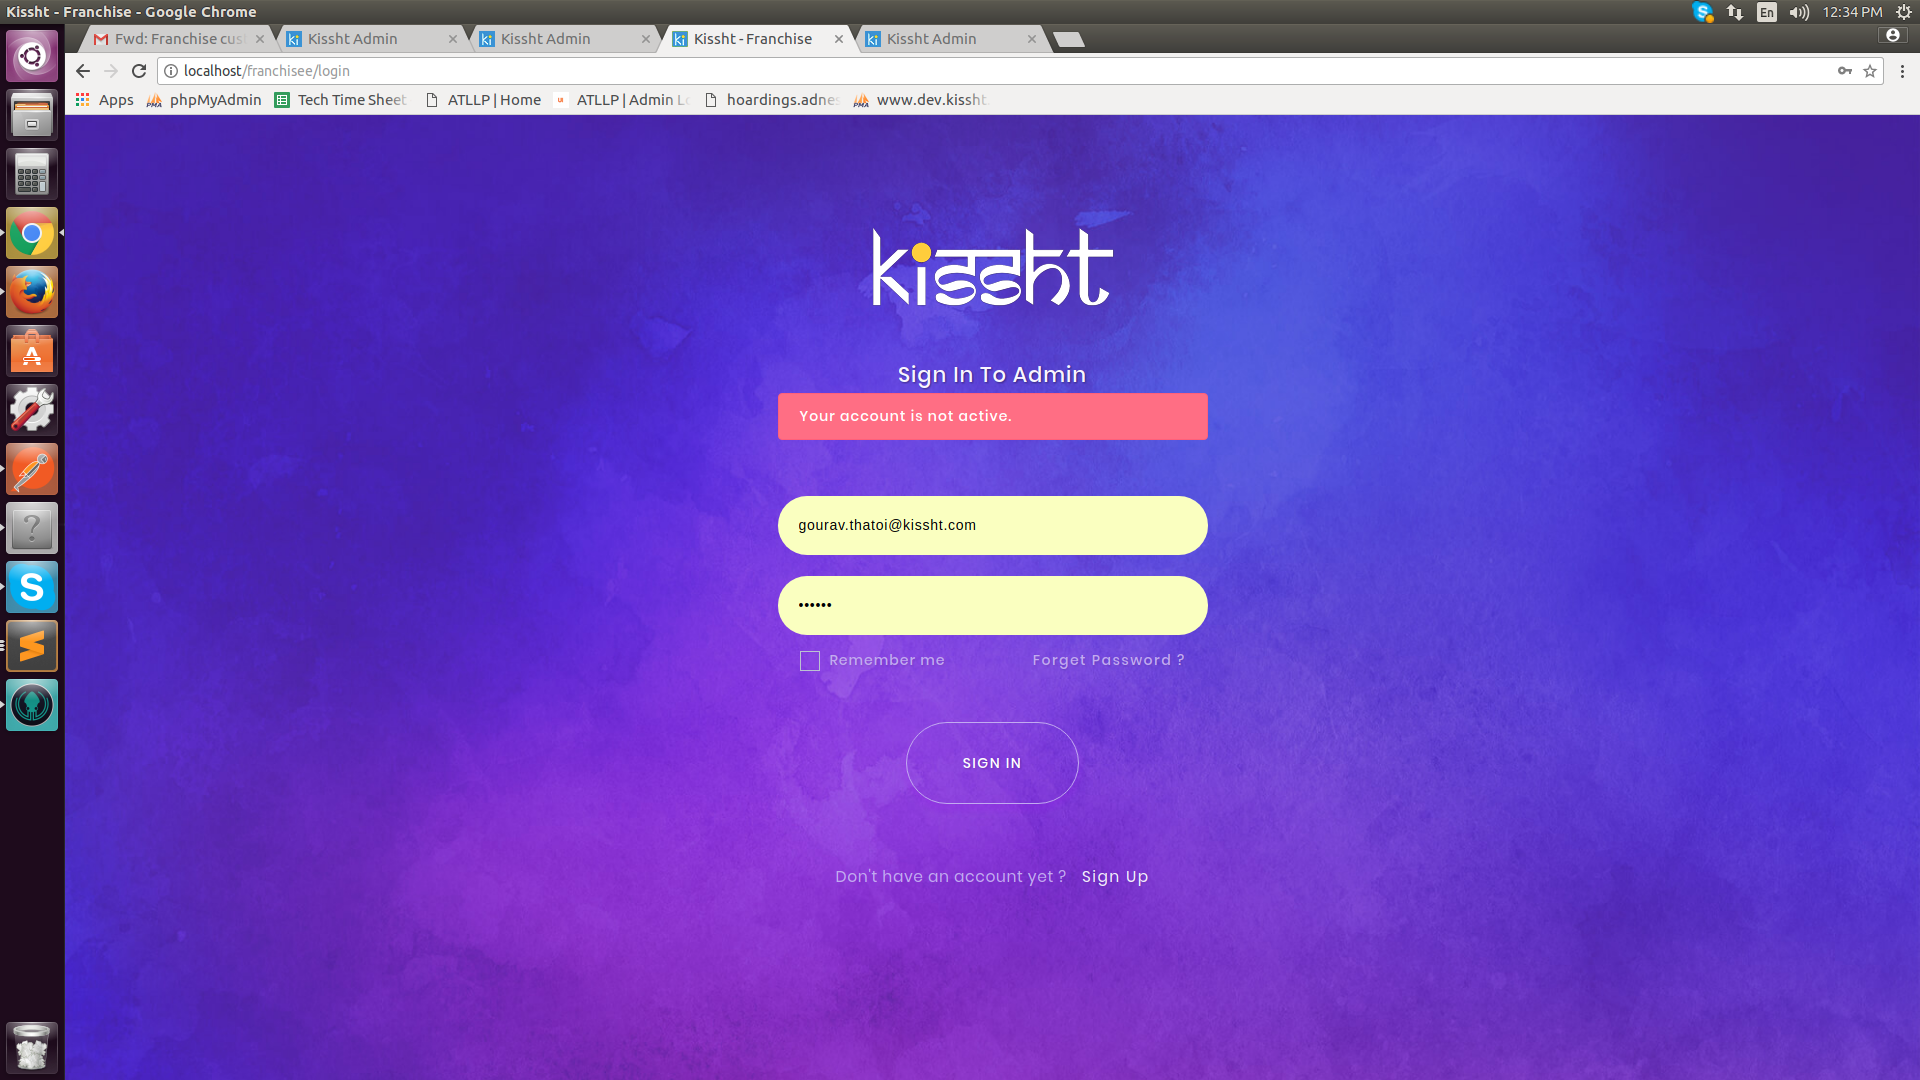 Kissht - Franchise - Google Chrome
En
12:34 PM
Fwd: Franchise cus
Kissht Admin
Kissht Admin
Kissht - Franchise
Kissht Admin
localhost/franchisee/login
Apps
phpMyAdmin
Tech Time Sheet
ATLLP | Home
ATLLP | Admin Lo
hoardings.adnes
www.dev.kissht.
kissht
Sign In To Admin
Your account is not active.
gourav.thatoi@kissht.com
••••••
Remember me
Forget Password ?
SIGN IN
Don't have an account yet ? Sign Up